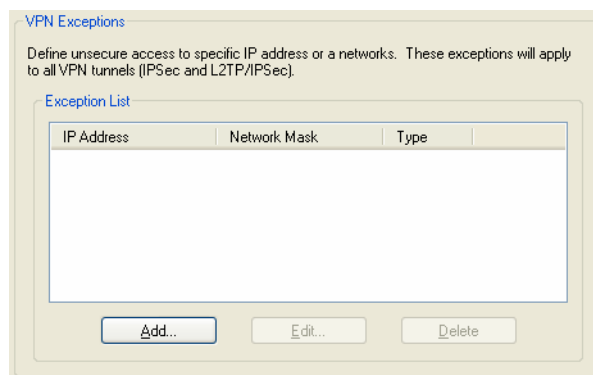 VPN Exceptions
Define unsecure access to specific IP address or a networks. These exceptions will apply
to all VPN tunnels (IPSec and L2TP/IPSec).
Exception List
IP Address Network Mask Type
Add... Edit... Delete